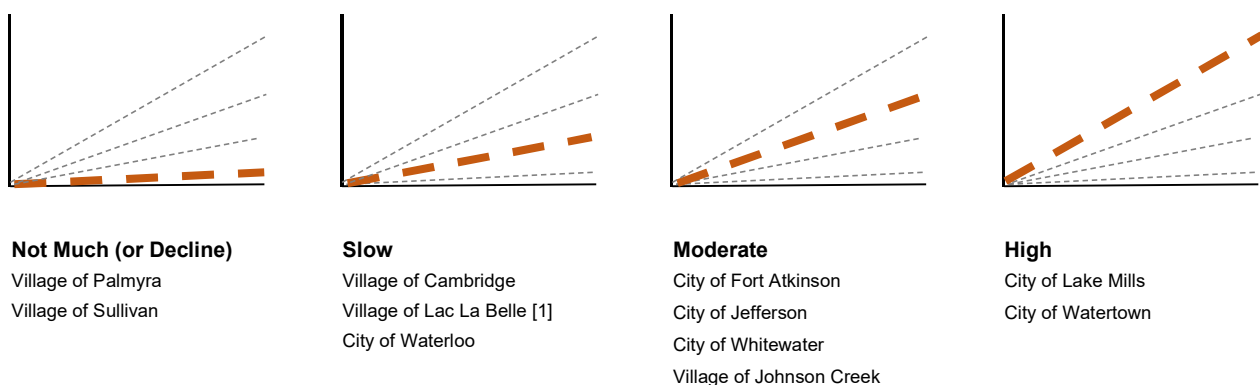 Not Much (or Decline)
Village of Palmyra
Village of Sullivan
Slow
Village of Cambridge
Village of Lac La Belle [1]
City of Waterloo
Moderate
City of Fort Atkinson
City of Jefferson
City of Whitewater
Village of Johnson Creek
High
City of Lake Mills
City of Watertown